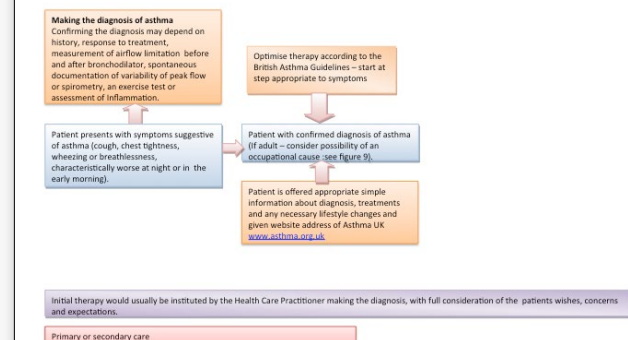 Making the diagnosis of asthma
Confirming the diagnosis may depend on
history, response to treatment,
measurement of airflow limitation before
and after bronchodilator, spontaneous
documentation of variability of peak flow
or spirometry, an exercise test or
assessment of Inflammation.
Optimise therapy according to the
British Asthma Guidelines – start at
step appropriate to symptoms
Patient presents with symptoms suggestive
of asthma (cough, chest tightness,
wheezing or breathlessness,
characteristically worse at night or in the
early morning).
Patient with confirmed diagnosis of asthma
(If adult – consider possibility of an
occupational cause :see figure 9).
Patient is offered appropriate simple
information about diagnosis, treatments
and any necessary lifestyle changes and
given website address of Asthma UK
www.asthma.org.uk
Initial therapy would usually be instituted by the Health Care Practitioner making the diagnosis, with full consideration of the patients wishes, concerns
and expectations.
Primary or secondary care